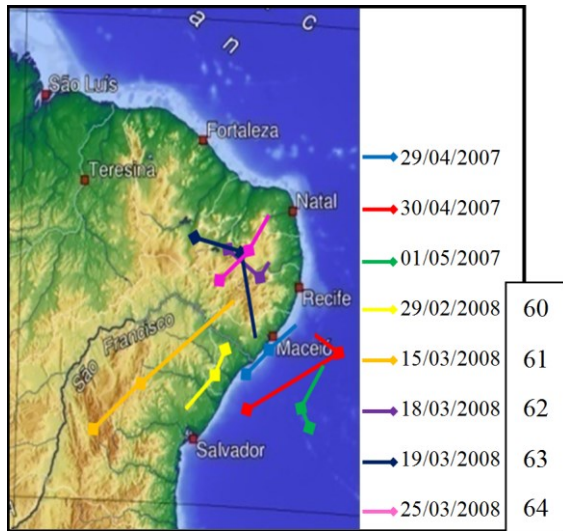 a n t i c
São Luís
Fortaleza
Teresina
Natal
Recife
São Francisco
Maceió
Salvador
29/04/2007
30/04/2007
01/05/2007
29/02/2008 60
15/03/2008 61
18/03/2008 62
19/03/2008 63
25/03/2008 64